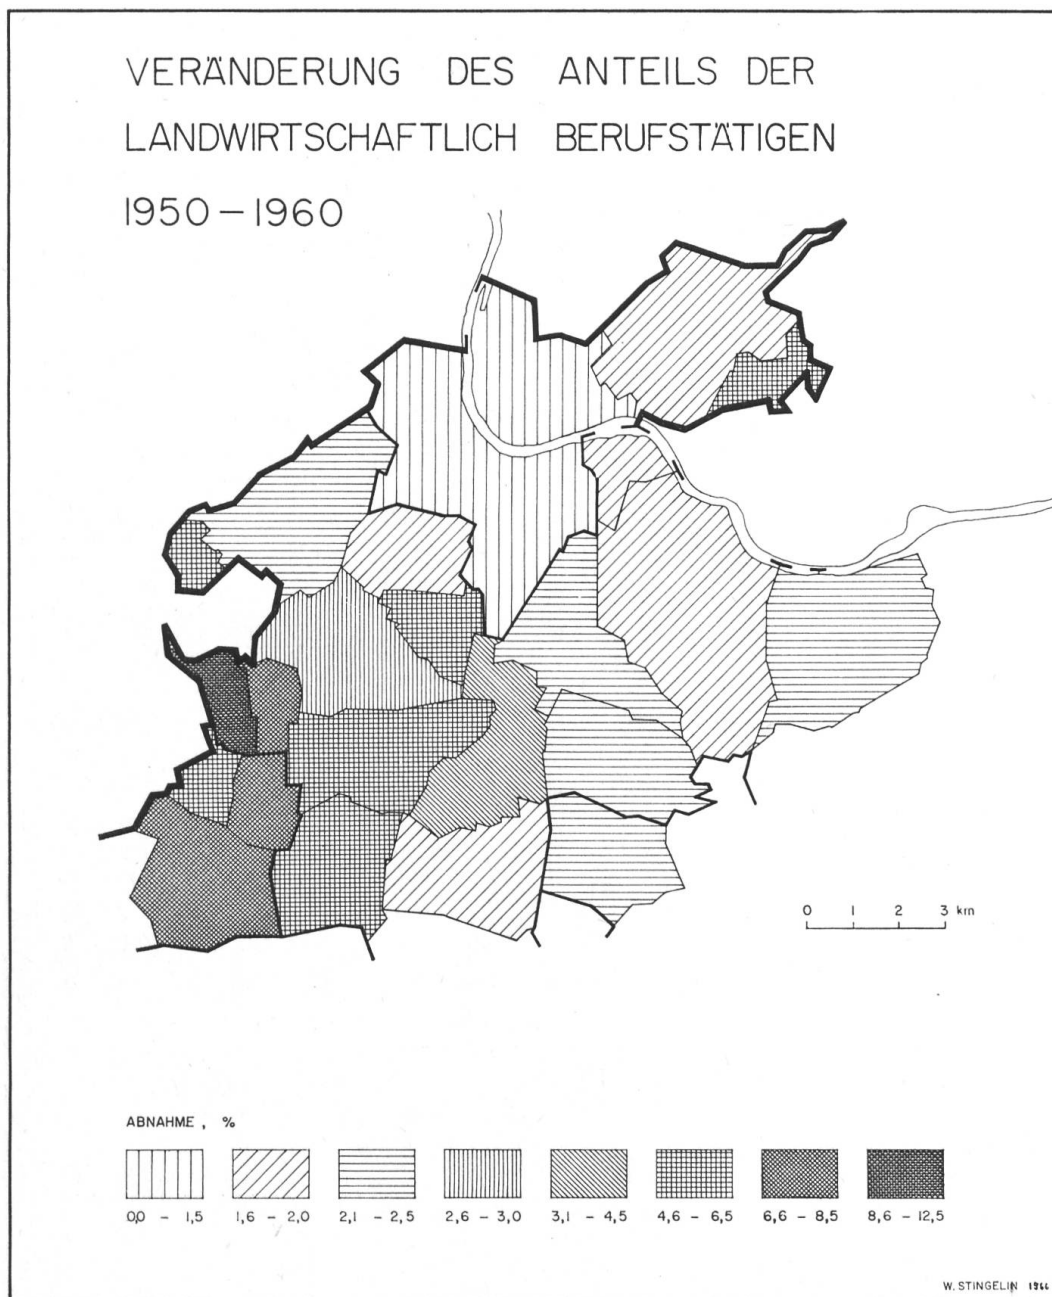 VERÄNDERUNG DES ANTEILS DER
LANDWIRTSCHAFTLICH BERUFSTÄTIGEN
1950 – 1960
0 1 2 3 km
ABNAHME , %
0,0 – 1,5 1,6 – 2,0 2,1 – 2,5 2,6 – 3,0 3,1 – 4,5 4,6 – 6,5 6,6 – 8,5 8,6 – 12,5
W. STINGELIN 1966